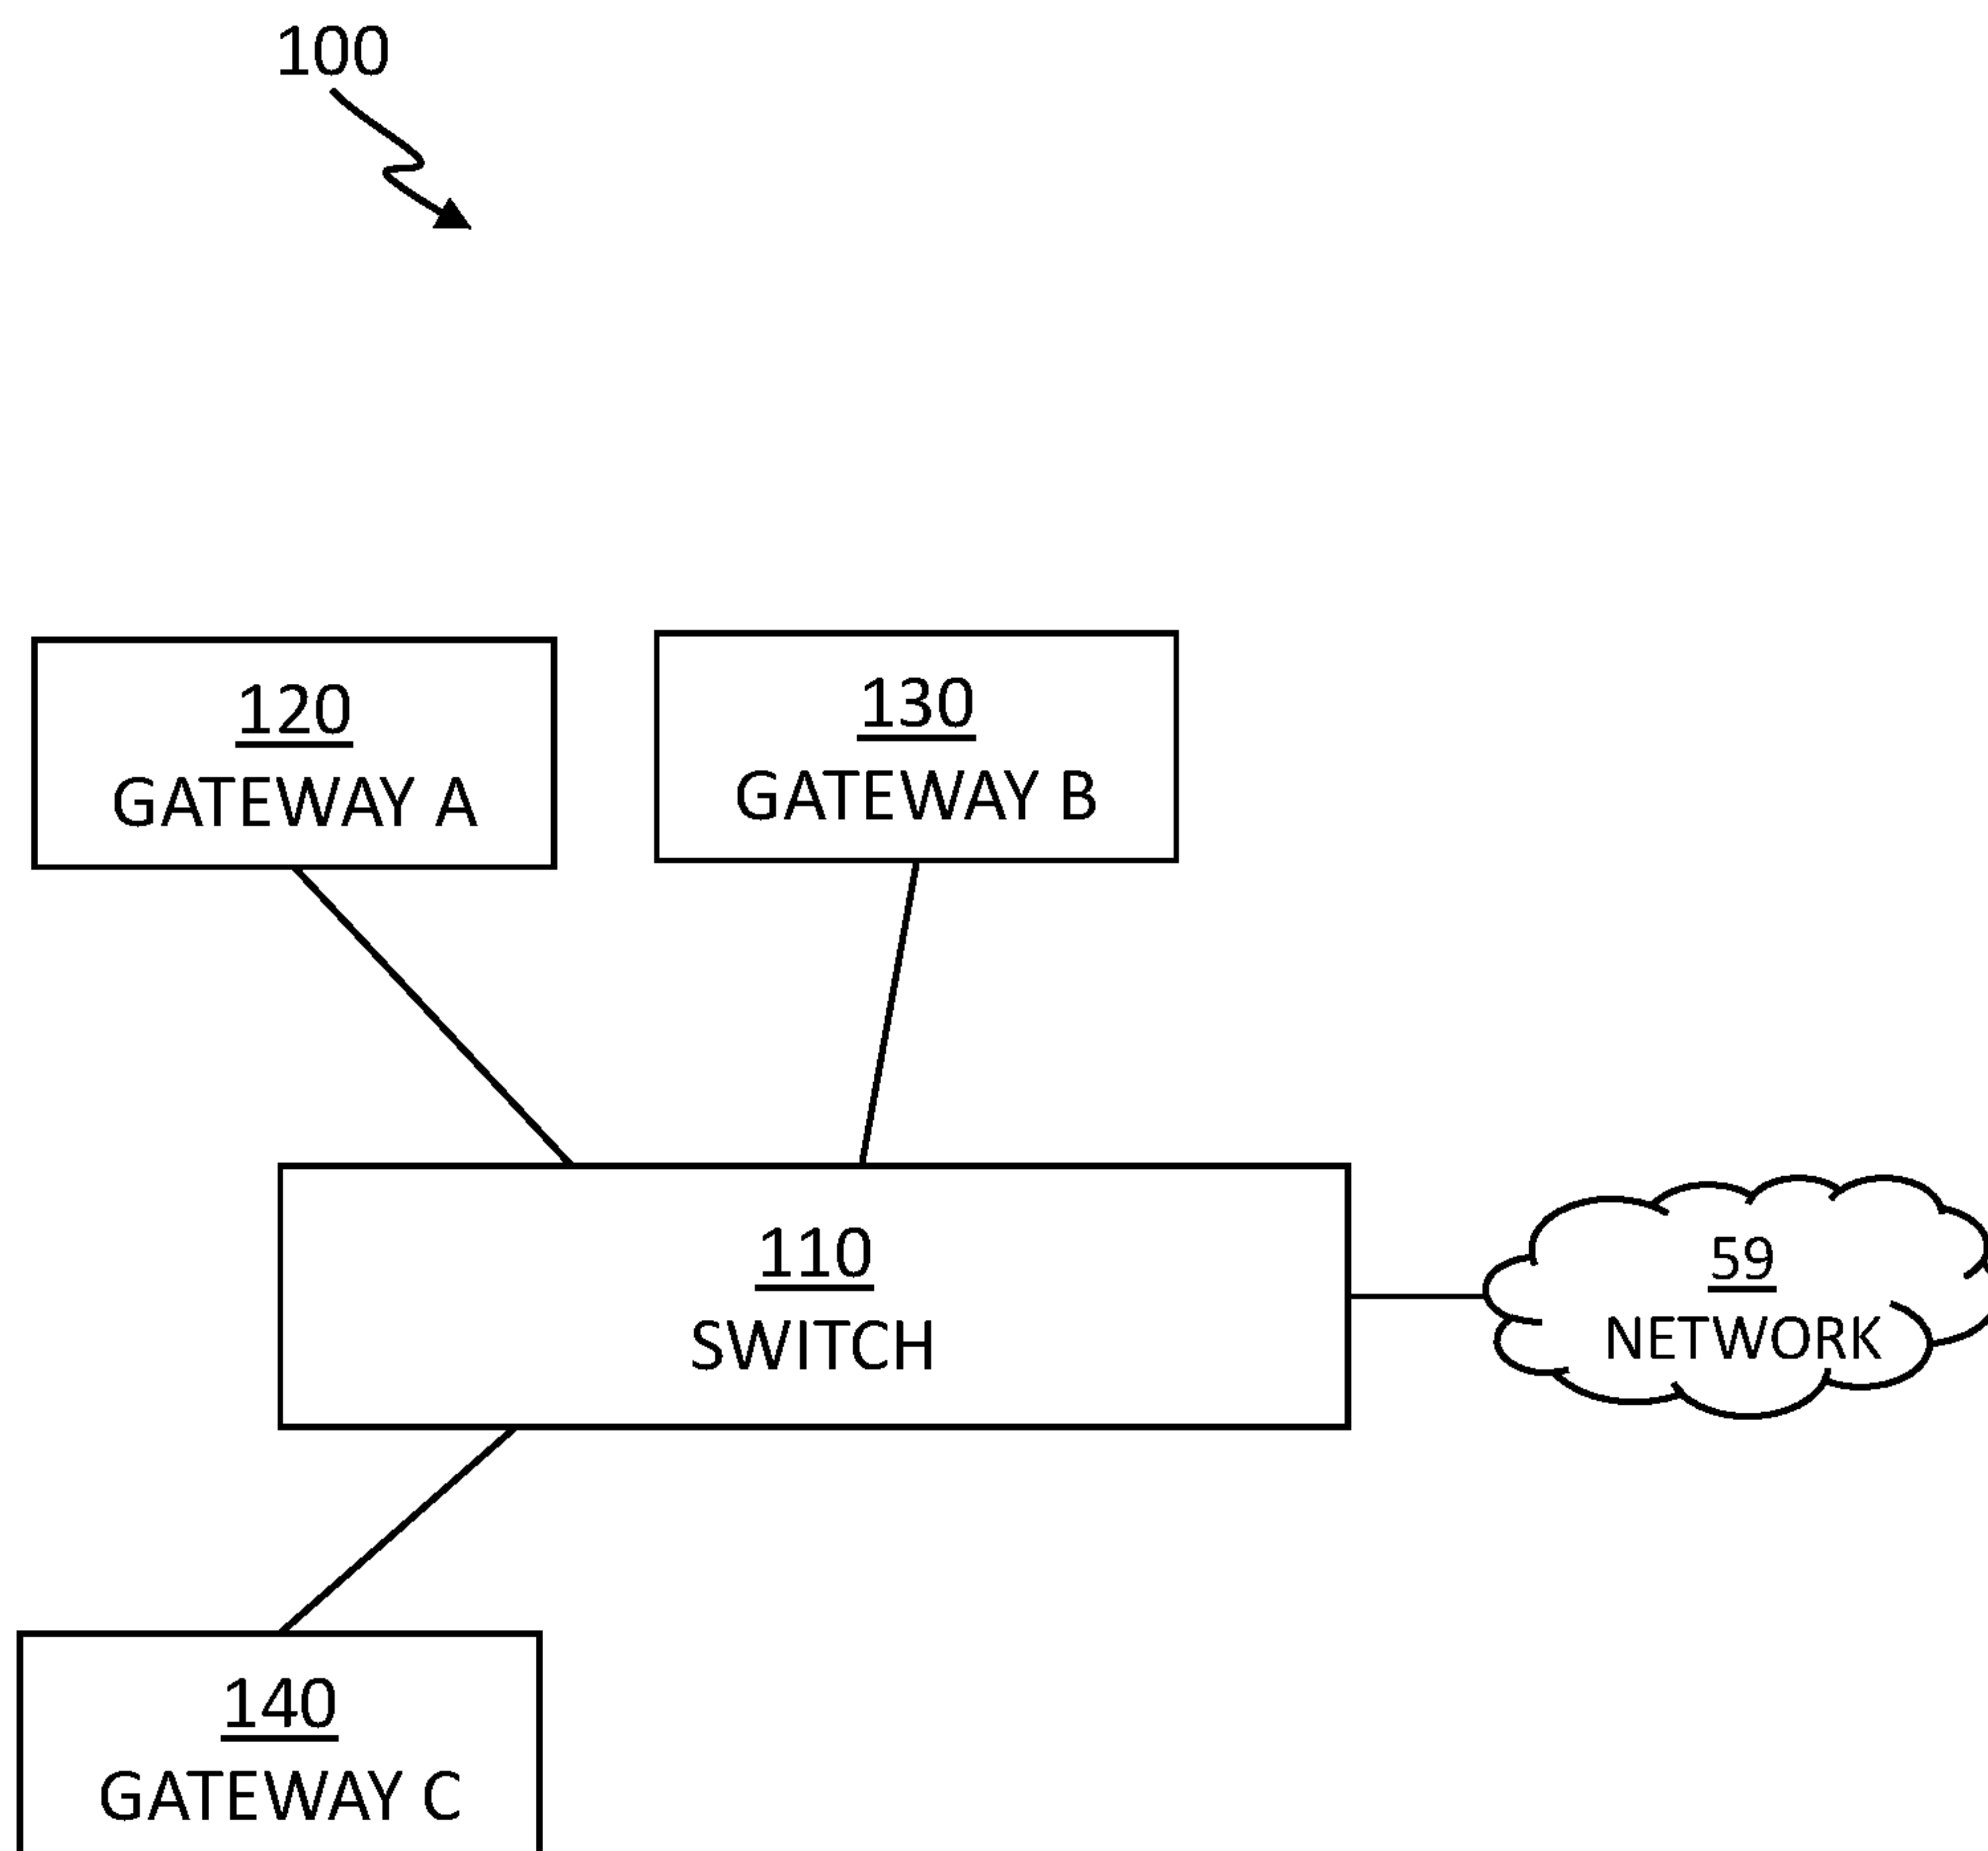 100
120
GATEWAY A
130
GATEWAY B
110
SWITCH
59
NETWORK
140
GATEWAY C